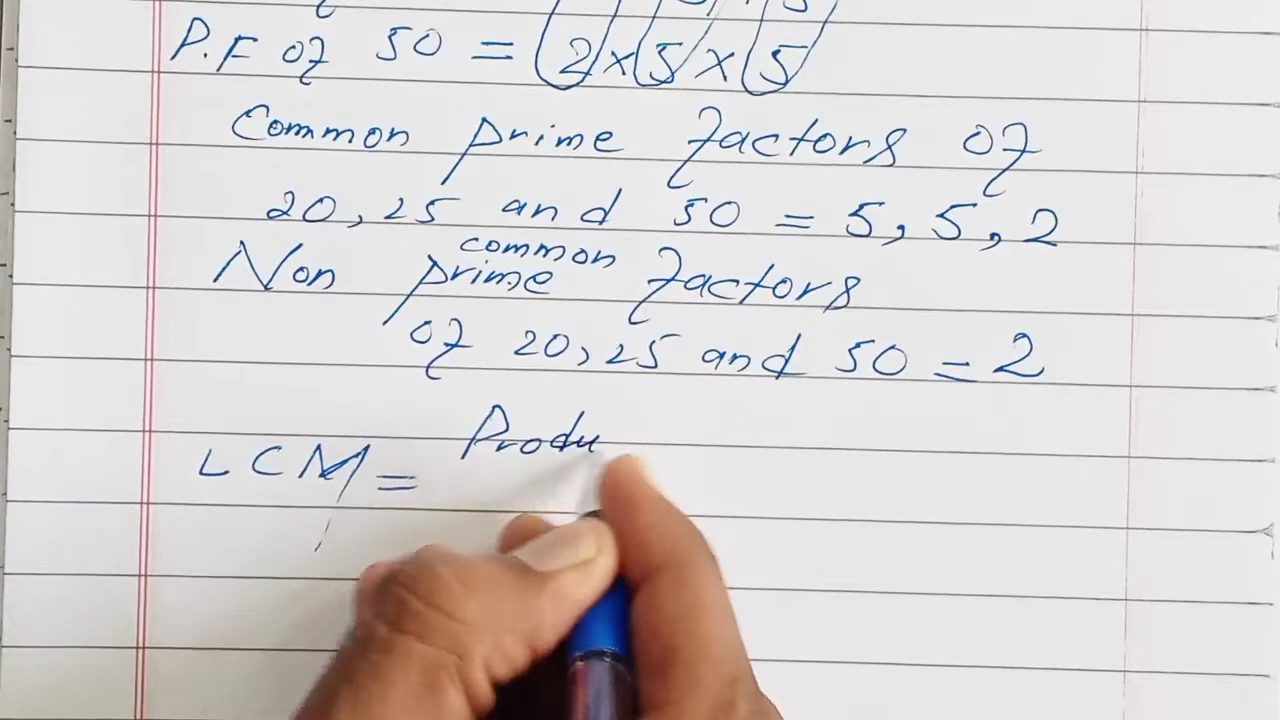 P.F of 50 = 2 × 5 × 5
Common prime factors of
20, 25 and 50 = 5, 5, 2
common
Non prime factors
of 20, 25 and 50 = 2
LCM = Produ